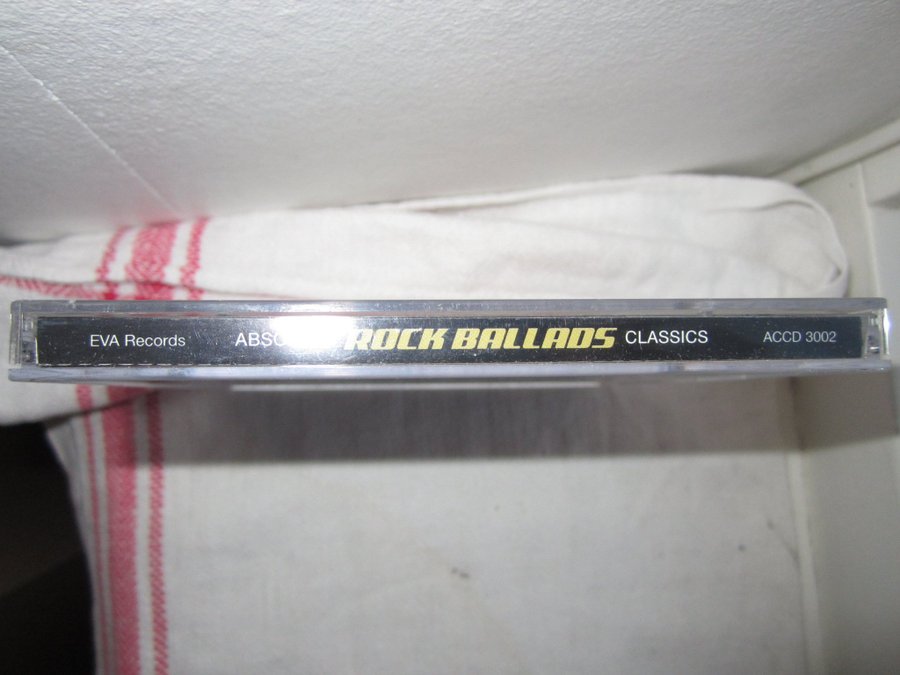 EVA Records ROCK BALLADS CLASSICS ACCD 3002